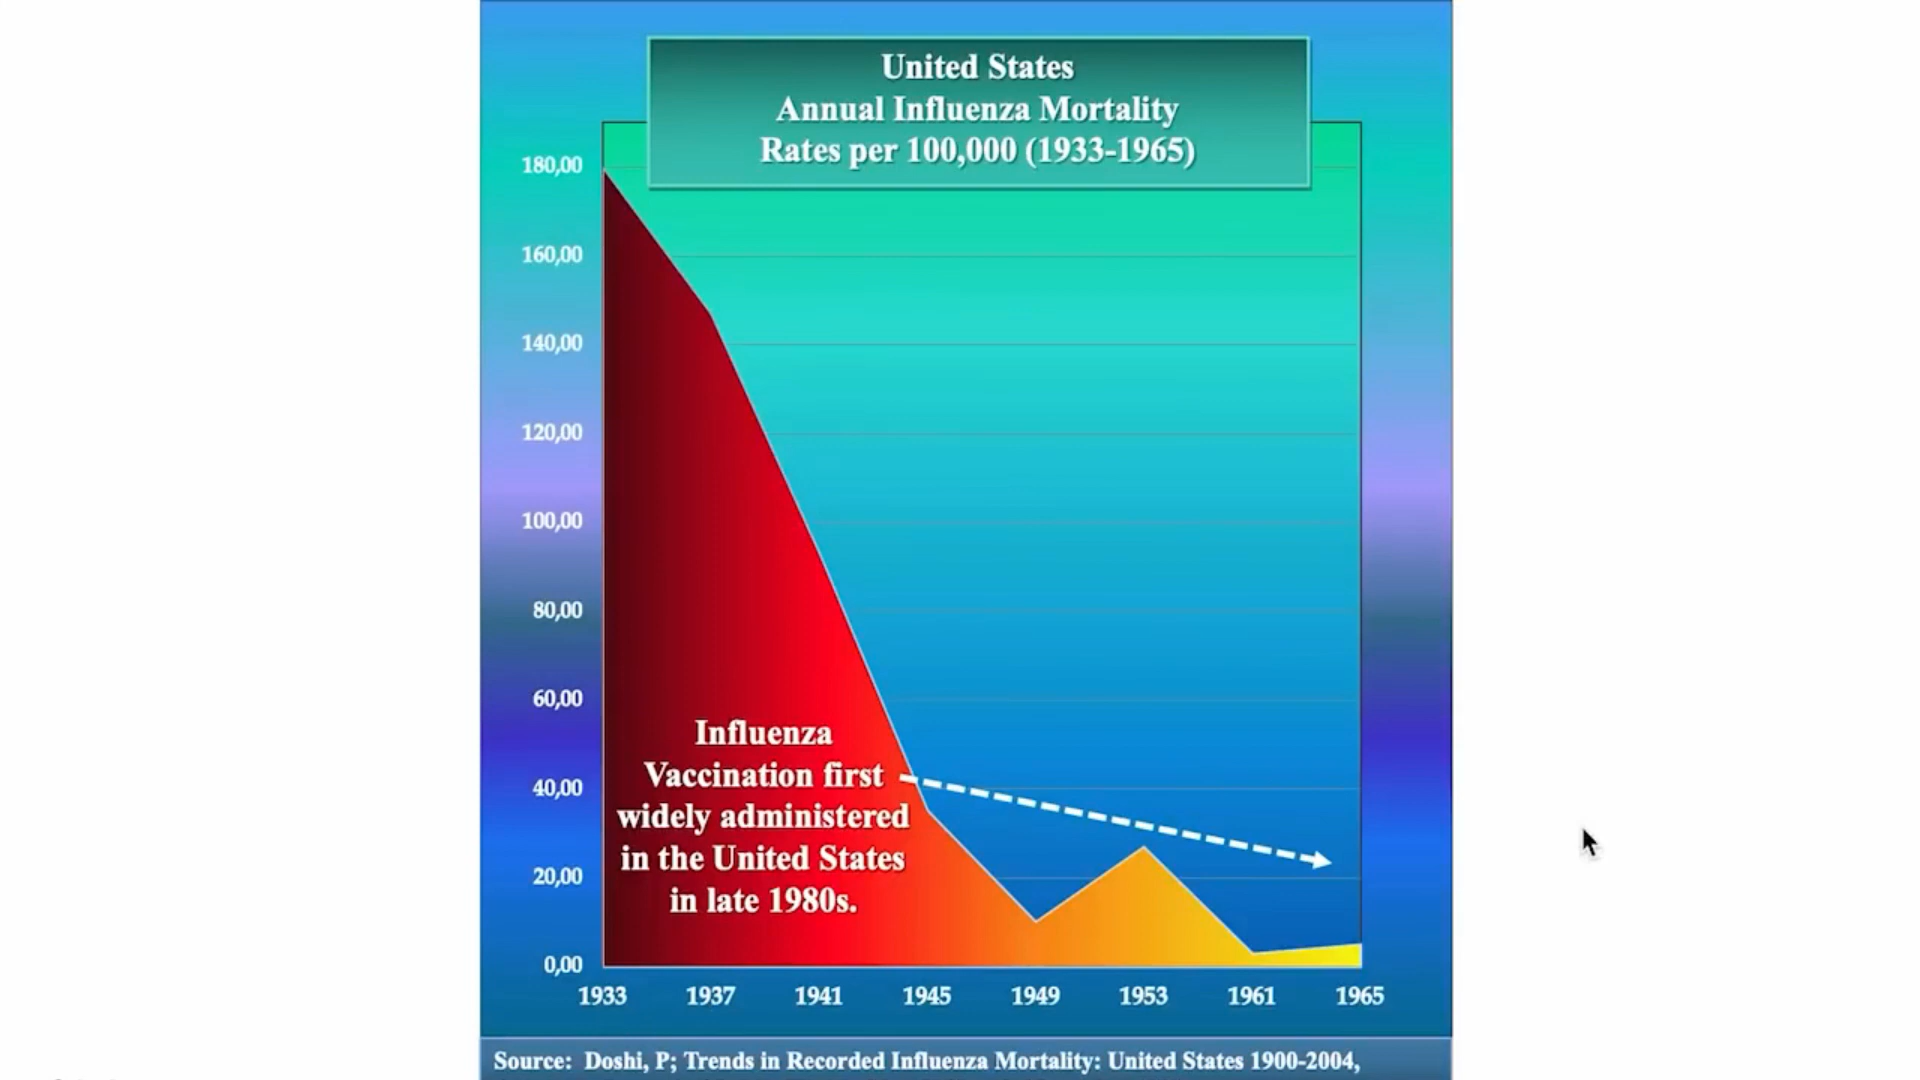 United States
Annual Influenza Mortality
Rates per 100,000 (1933-1965)
180,00
160,00
140,00
120,00
100,00
80,00
60,00
40,00
20,00
0,00
Influenza
Vaccination first
widely administered
in the United States
in late 1980s.
1933 1937 1941 1945 1949 1953 1961 1965
Source: Doshi, P; Trends in Recorded Influenza Mortality: United States 1900-2004,